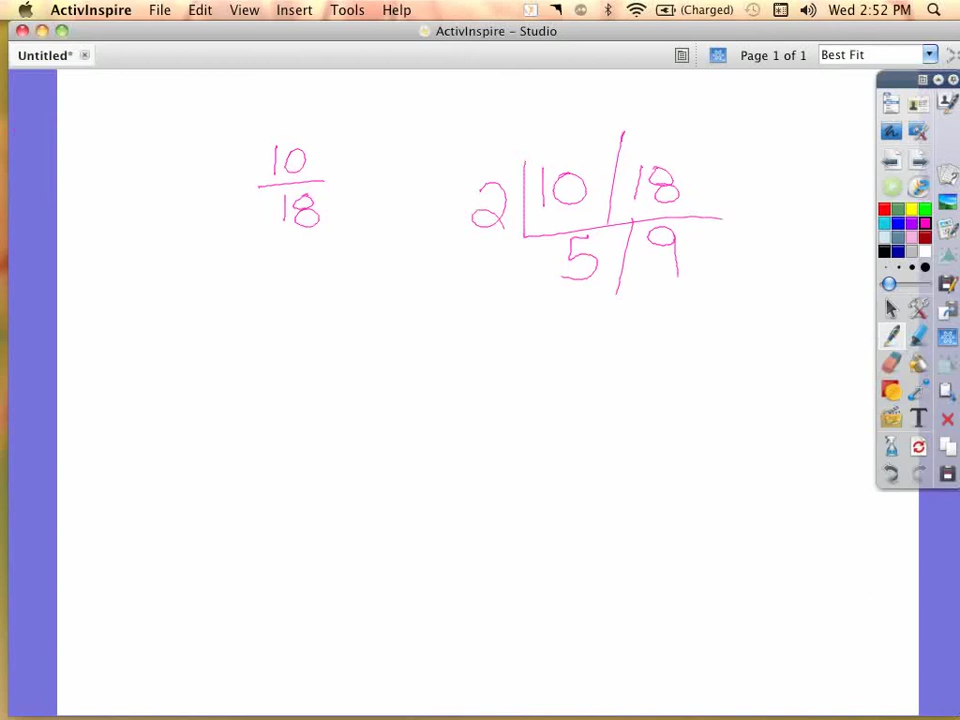 ActivInspire File Edit View Insert Tools Help (Charged) Wed 2:52 PM
ActivInspire - Studio
Untitled* Page 1 of 1 Best Fit
10
18
2 10 / 18
5 / 9
T